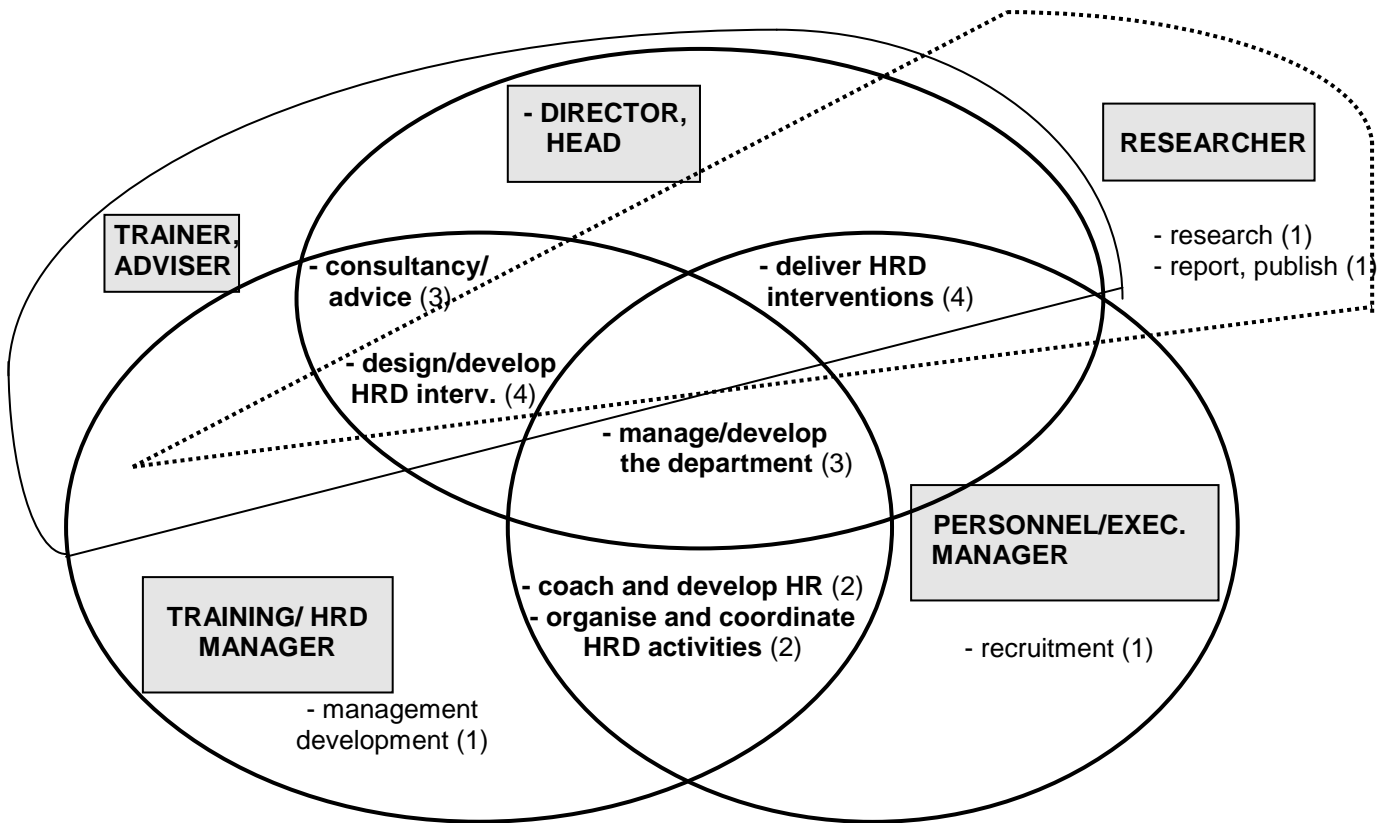 - DIRECTOR,
HEAD
RESEARCHER
TRAINER,
ADVISER
- research (1)
- report, publish (1)
- consultancy/
advice (3)
- deliver HRD
interventions (4)
- design/develop
HRD interv. (4)
- manage/develop
the department (3)
PERSONNEL/EXEC.
MANAGER
- coach and develop HR (2)
- organise and coordinate
HRD activities (2)
TRAINING/ HRD
MANAGER
- recruitment (1)
- management
development (1)